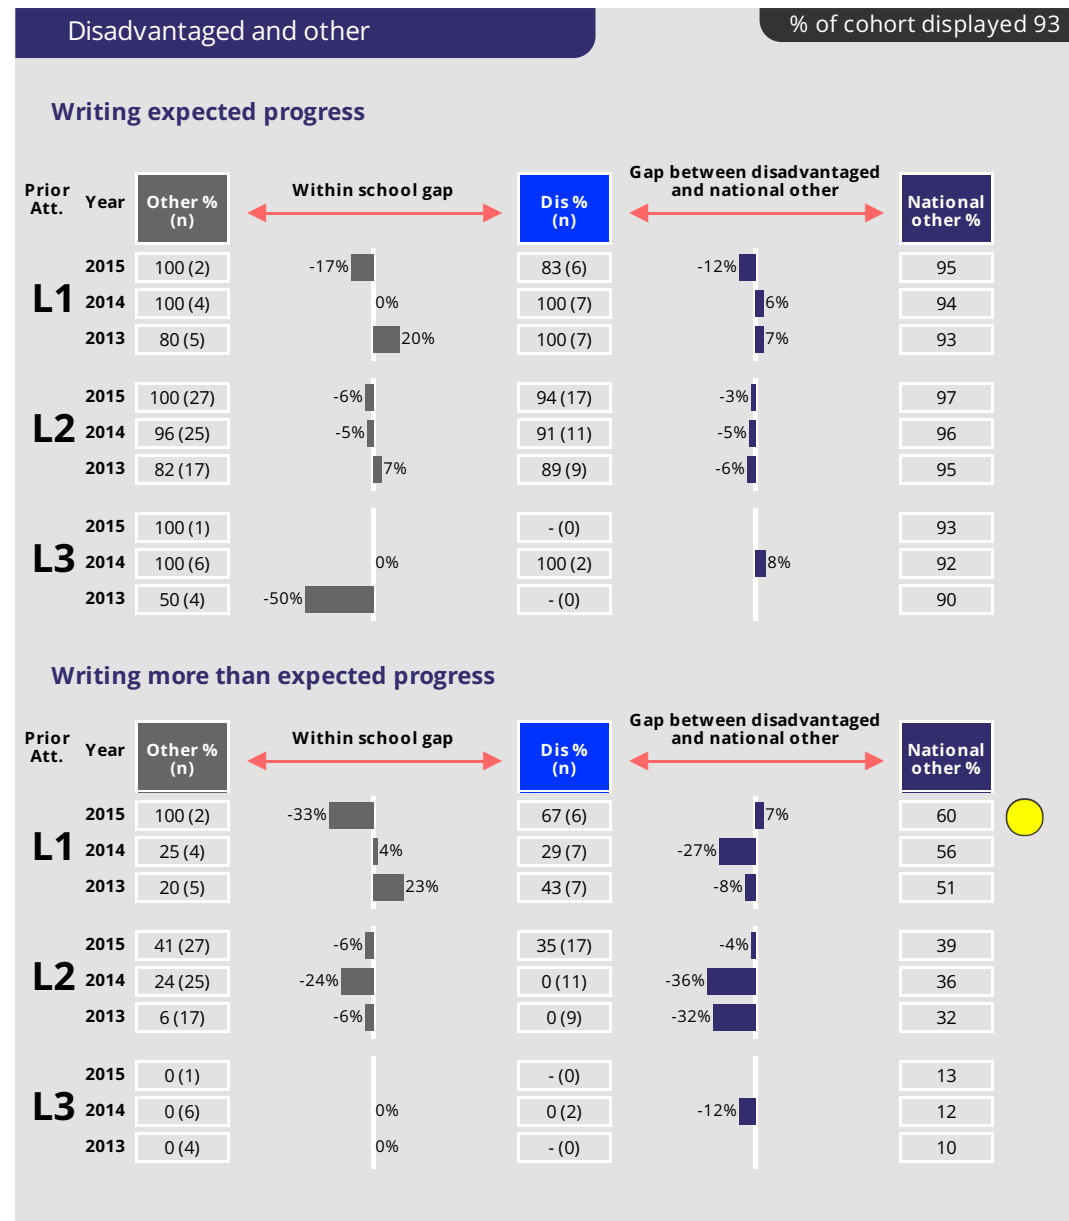 Disadvantaged and other
% of cohort displayed 93
Writing expected progress
Prior Att.
Year
Other % (n)
Within school gap
Dis % (n)
Gap between disadvantaged and national other
National other %
L1
2015 100 (2) -17% 83 (6) -12% 95
2014 100 (4) 0% 100 (7) 6% 94
2013 80 (5) 20% 100 (7) 7% 93
L2
2015 100 (27) -6% 94 (17) -3% 97
2014 96 (25) -5% 91 (11) -5% 96
2013 82 (17) 7% 89 (9) -6% 95
L3
2015 100 (1) - (0) 93
2014 100 (6) 0% 100 (2) 8% 92
2013 50 (4) -50% - (0) 90
Writing more than expected progress
Prior Att.
Year
Other % (n)
Within school gap
Dis % (n)
Gap between disadvantaged and national other
National other %
L1
2015 100 (2) -33% 67 (6) 7% 60
2014 25 (4) 4% 29 (7) -27% 56
2013 20 (5) 23% 43 (7) -8% 51
L2
2015 41 (27) -6% 35 (17) -4% 39
2014 24 (25) -24% 0 (11) -36% 36
2013 6 (17) -6% 0 (9) -32% 32
L3
2015 0 (1) - (0) 13
2014 0 (6) 0% 0 (2) -12% 12
2013 0 (4) 0% - (0) 10